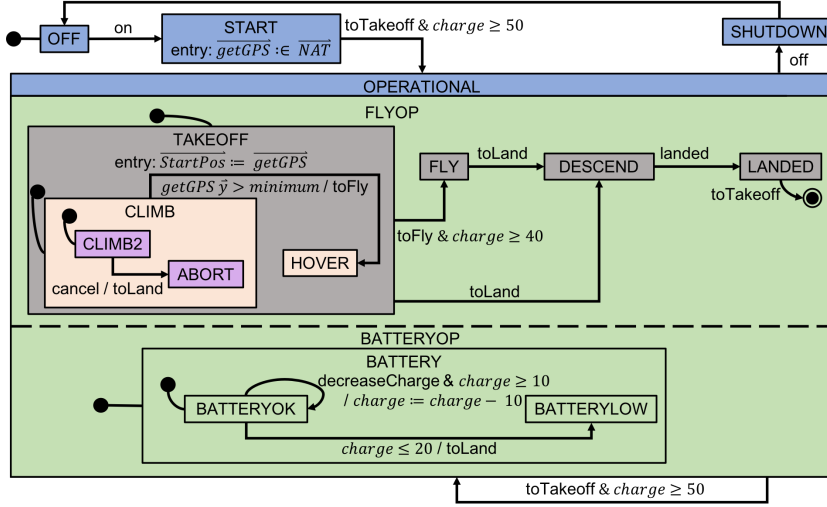 OFF
on
START
entry: getGPS :∈ NAT
toTakeoff & charge ≥ 50
SHUTDOWN
off
OPERATIONAL
FLYOP
TAKEOFF
entry: StartPos ≔ getGPS
getGPS y⃗ > minimum / toFly
CLIMB
CLIMB2
ABORT
cancel / toLand
HOVER
FLY
toLand
DESCEND
landed
LANDED
toTakeoff
toFly & charge ≥ 40
toLand
BATTERYOP
BATTERY
decreaseCharge & charge ≥ 10
/ charge ≔ charge − 10
BATTERYOK
BATTERYLOW
charge ≤ 20 / toLand
toTakeoff & charge ≥ 50